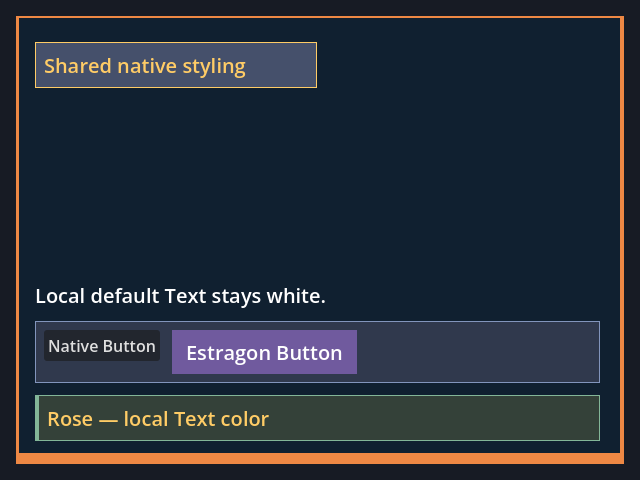 Shared native styling
Local default Text stays white.
Native Button
Estragon Button
Rose — local Text color